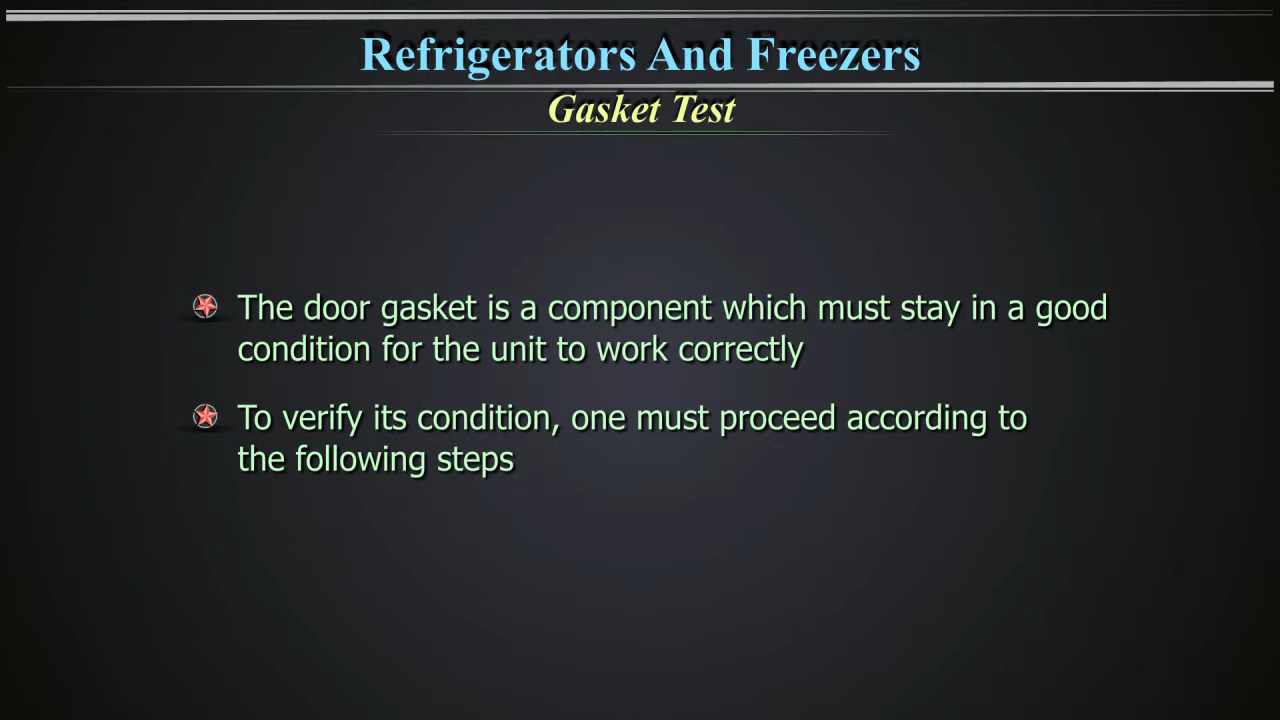 Refrigerators And Freezers
Gasket Test
The door gasket is a component which must stay in a good
condition for the unit to work correctly
To verify its condition, one must proceed according to
the following steps